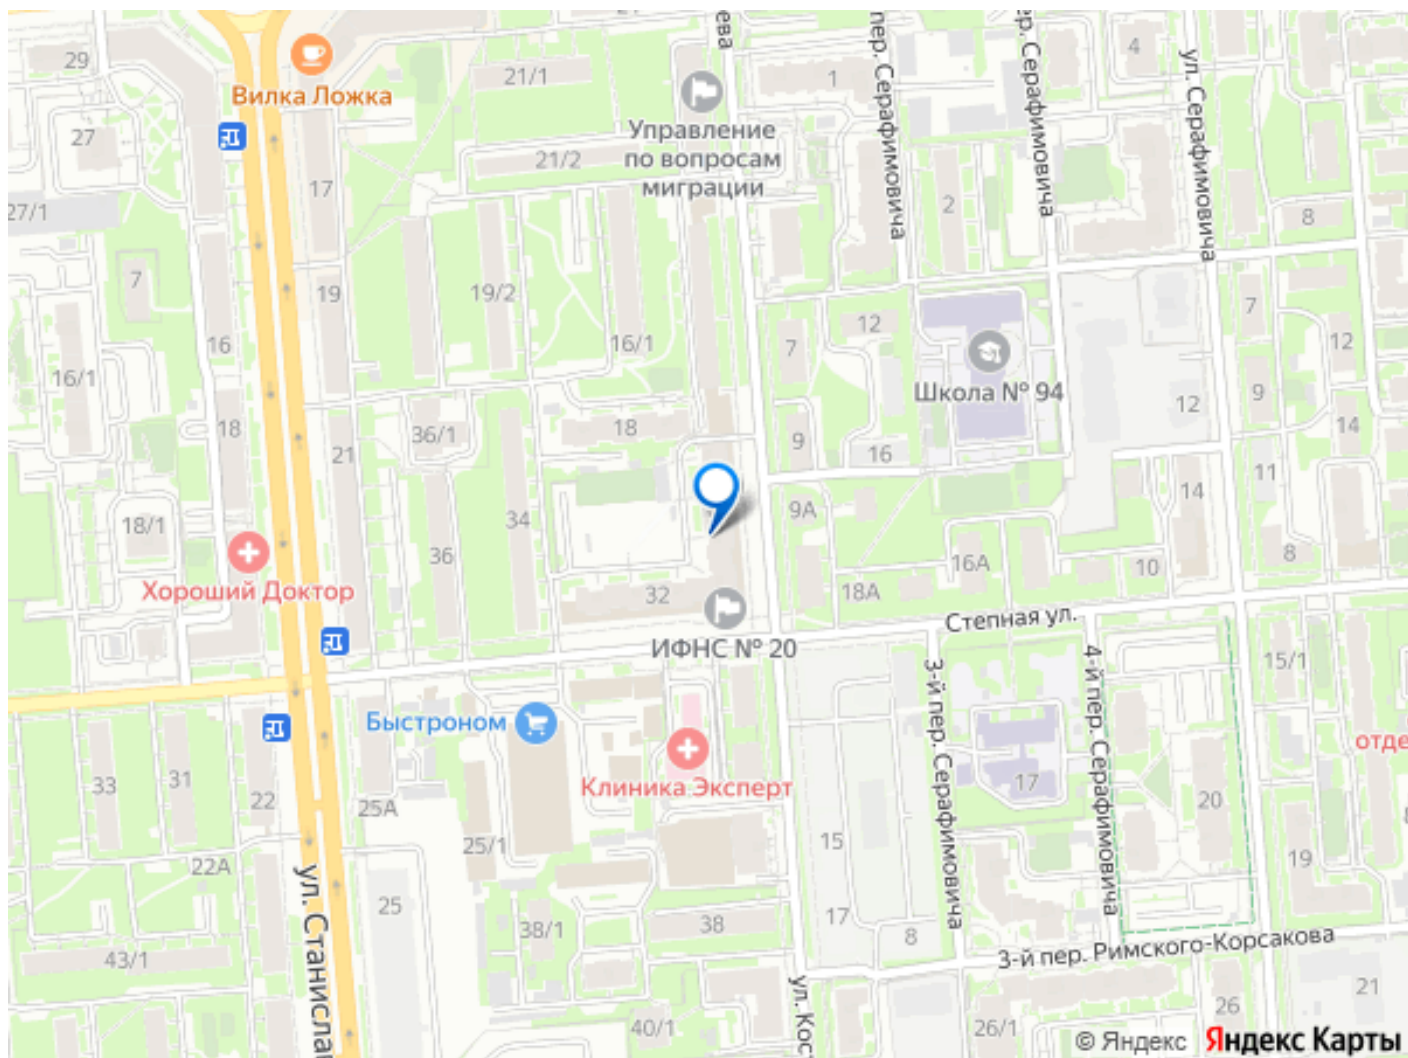 29
27
27/1
Вилка Ложка
17
21/1
21/2
Управление
по вопросам
миграции
ева
1
пер. Серафимовича
ер. Серафимовича
4
ул. Серафимовича
2
8
7
16
16/1
18
18/1
19
19/2
16/1
7
12
Школа № 94
12
7
12
9
14
36/1
18
21
9
16
11
34
36
9А
14
8
16А
10
18А
Хороший Доктор
32
ИФНС № 20
Степная ул.
3-й пер. Серафимовича
4-й пер. Серафимовича
15/1
отде
Быстроном
Клиника Эксперт
33
31
22
25А
17
20
22А
25/1
15
19
8
ул. Станислав
25
38/1
38
17
8
43/1
3-й пер. Римского-Корсакова
21
26
26/1
40/1
ул. Кос
© Яндекс
Яндекс Карты